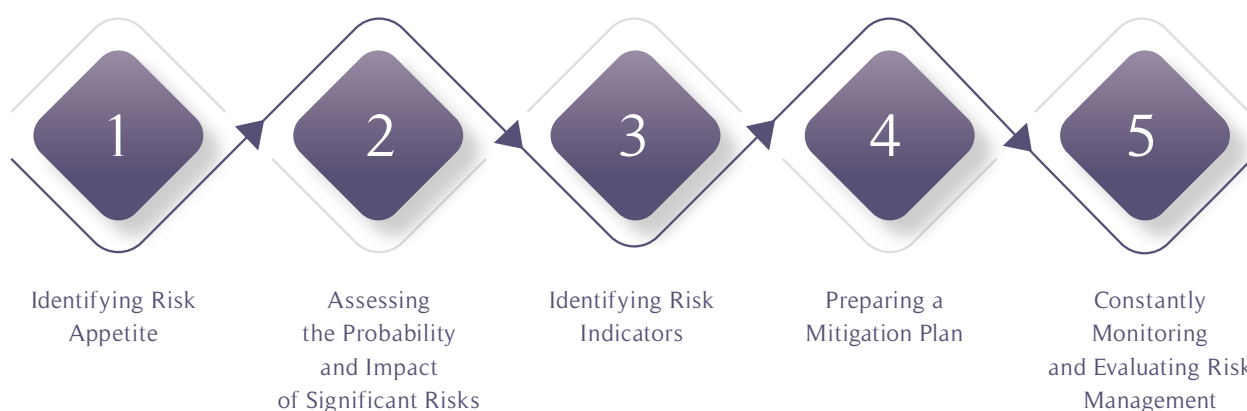 1
Identifying Risk
Appetite
2
Assessing
the Probability
and Impact
of Significant Risks
3
Identifying Risk
Indicators
4
Preparing a
Mitigation Plan
5
Constantly
Monitoring
and Evaluating Risk
Management